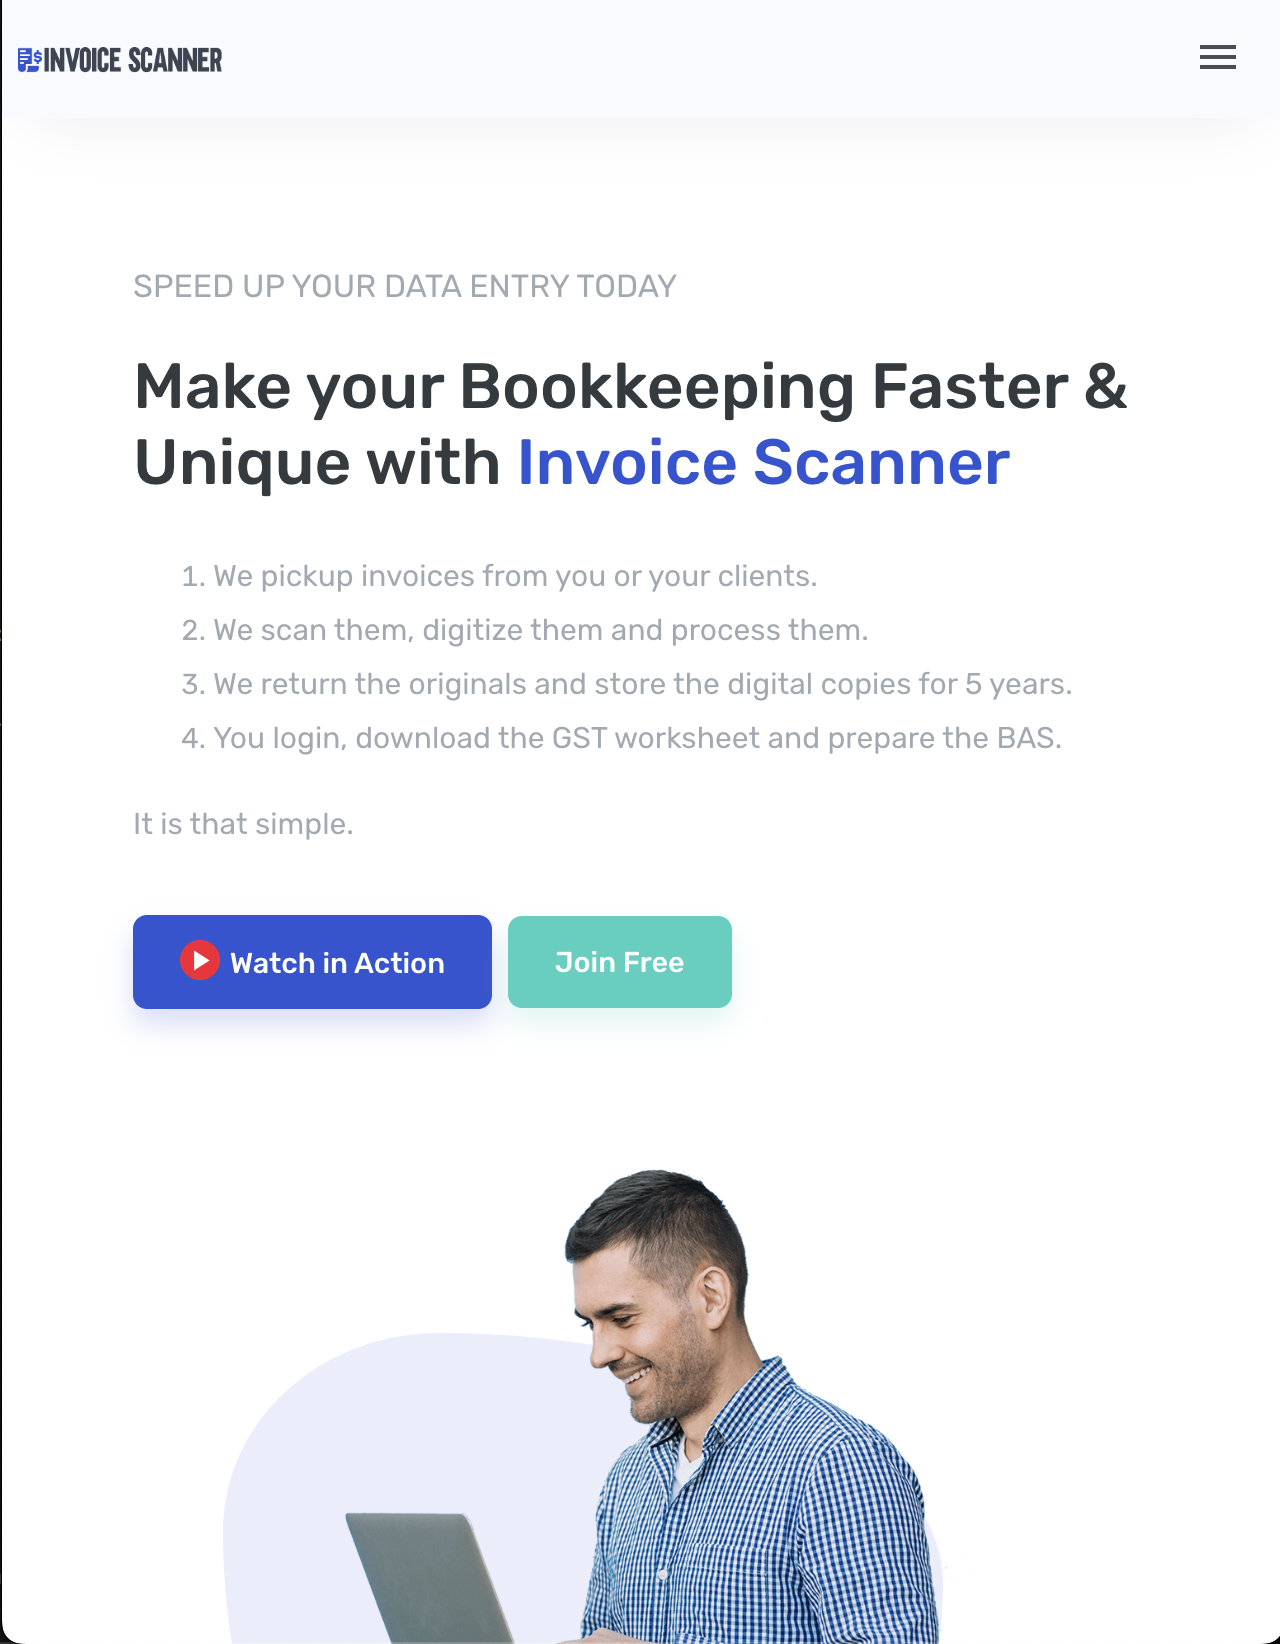 INVOICE SCANNER
SPEED UP YOUR DATA ENTRY TODAY
Make your Bookkeeping Faster &
Unique with Invoice Scanner
1. We pickup invoices from you or your clients.
2. We scan them, digitize them and process them.
3. We return the originals and store the digital copies for 5 years.
4. You login, download the GST worksheet and prepare the BAS.
It is that simple.
Watch in Action
Join Free